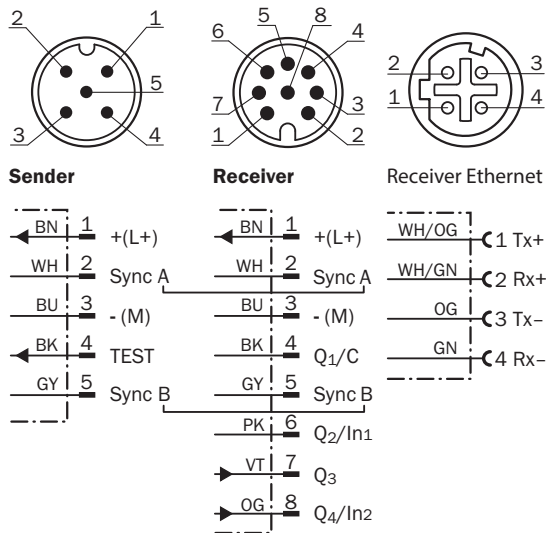 2 1
5
3 4
5 8
6 4
7 3
1 2
2 3
1 4
Sender
BN 1 +(L+)
WH 2 Sync A
BU 3 - (M)
BK 4 TEST
GY 5 Sync B
Receiver
BN 1 +(L+)
WH 2 Sync A
BU 3 - (M)
BK 4 Q1/C
GY 5 Sync B
PK 6 Q2/In1
VT 7 Q3
OG 8 Q4/In2
Receiver Ethernet
WH/OG 1 Tx+
WH/GN 2 Rx+
OG 3 Tx–
GN 4 Rx–